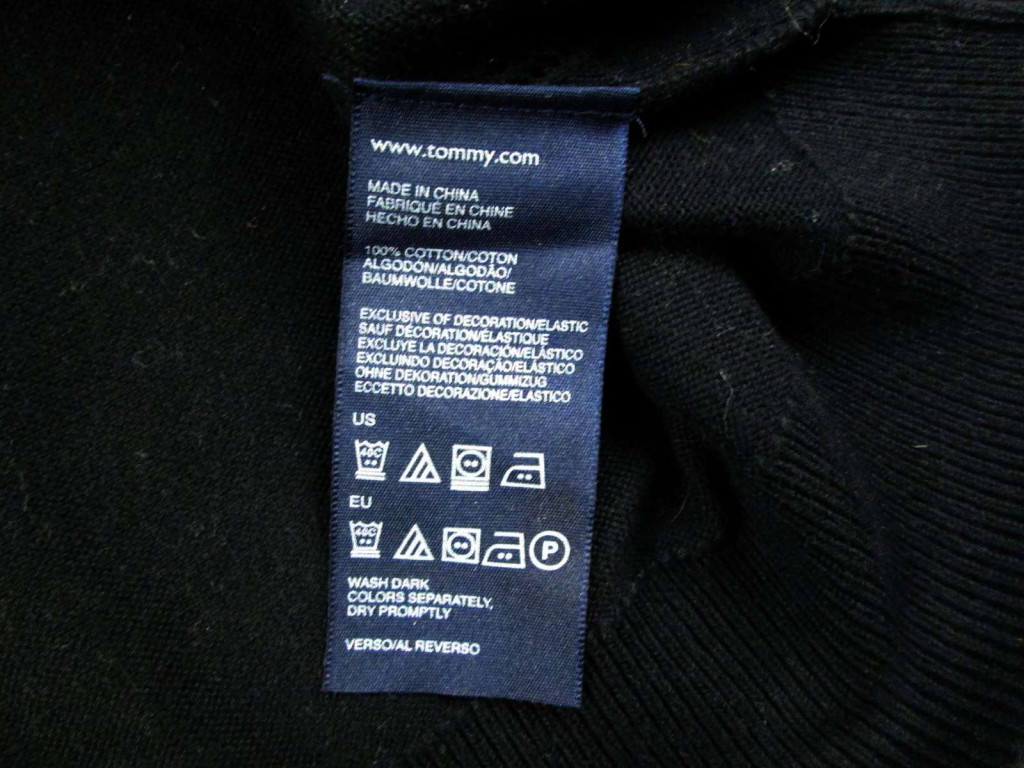 www.tommy.com
MADE IN CHINA
FABRIQUÉ EN CHINE
HECHO EN CHINA
100% COTTON/COTON
ALGODÓN/ALGODÃO/
BAUMWOLLE/COTONE
EXCLUSIVE OF DECORATION/ELASTIC
SAUF DÉCORATION/ÉLASTIQUE
EXCLUYE LA DECORACIÓN/ELÁSTICO
EXCLUINDO DECORAÇÃO/ELÁSTICO
OHNE DEKORATION/GUMMIZUG
ECCETTO DECORAZIONE/ELASTICO
US
40C
EU
40C
P
WASH DARK
COLORS SEPARATELY,
DRY PROMPTLY
VERSO/AL REVERSO